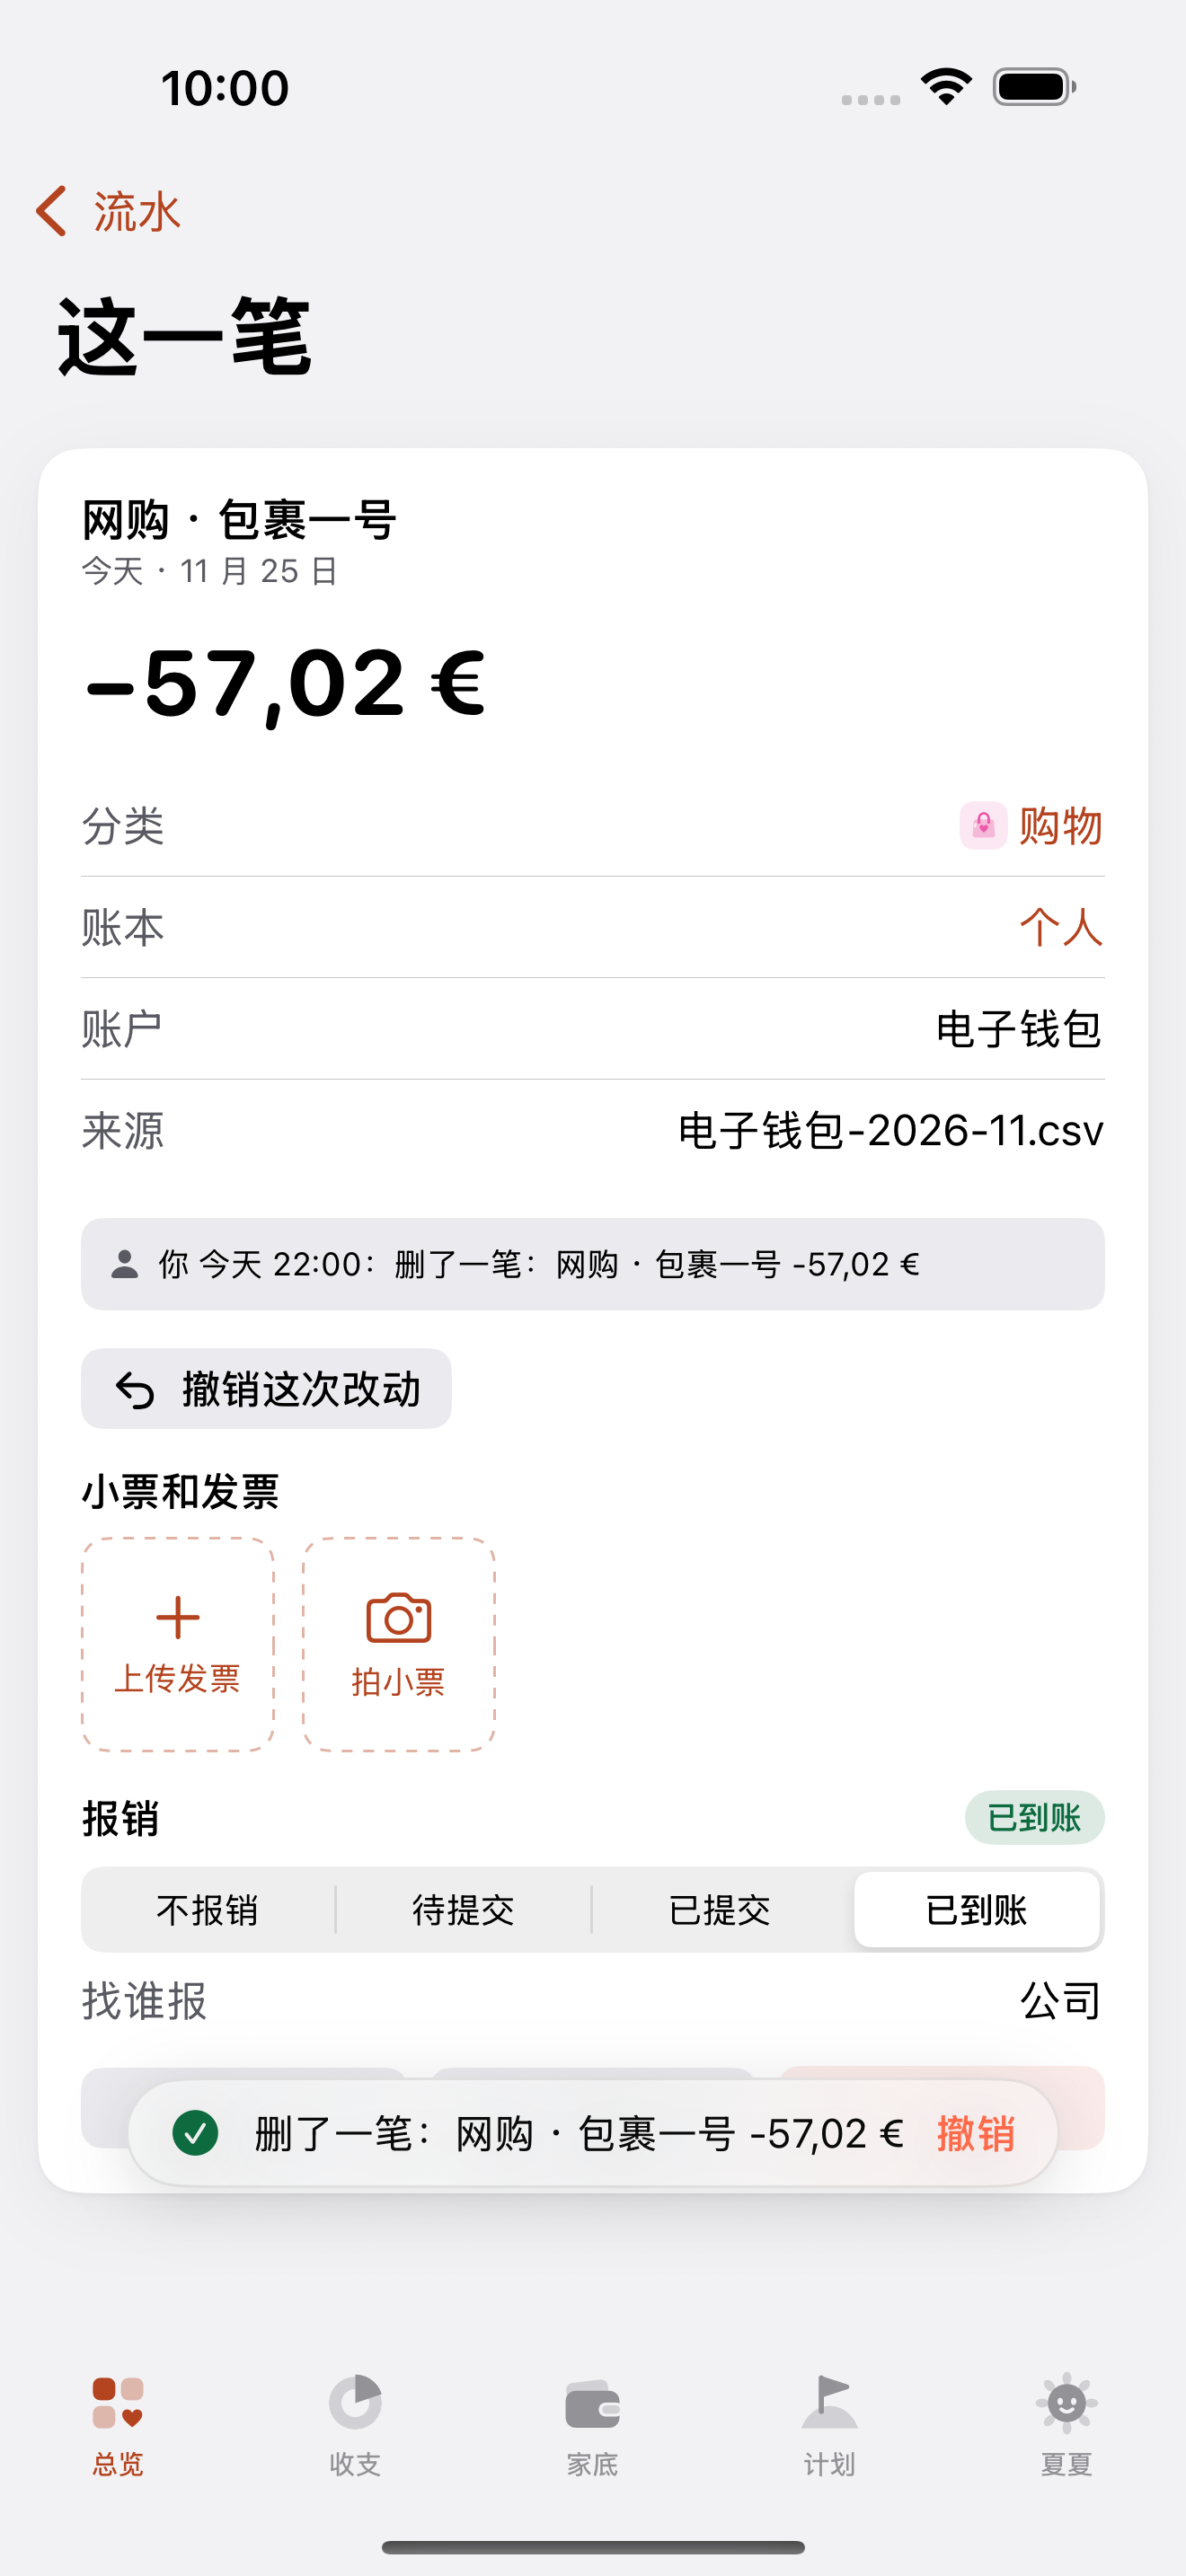 10:00
流水
这一笔
网购 · 包裹一号
今天 · 11 月 25 日
-57,02 €
分类 购物
账本 个人
账户 电子钱包
来源 电子钱包-2026-11.csv
你 今天 22:00：删了一笔：网购 · 包裹一号 -57,02 €
撤销这次改动
小票和发票
上传发票 拍小票
报销 已到账
不报销 待提交 已提交 已到账
找谁报 公司
删了一笔：网购 · 包裹一号 -57,02 € 撤销
总览 收支 家底 计划 夏夏